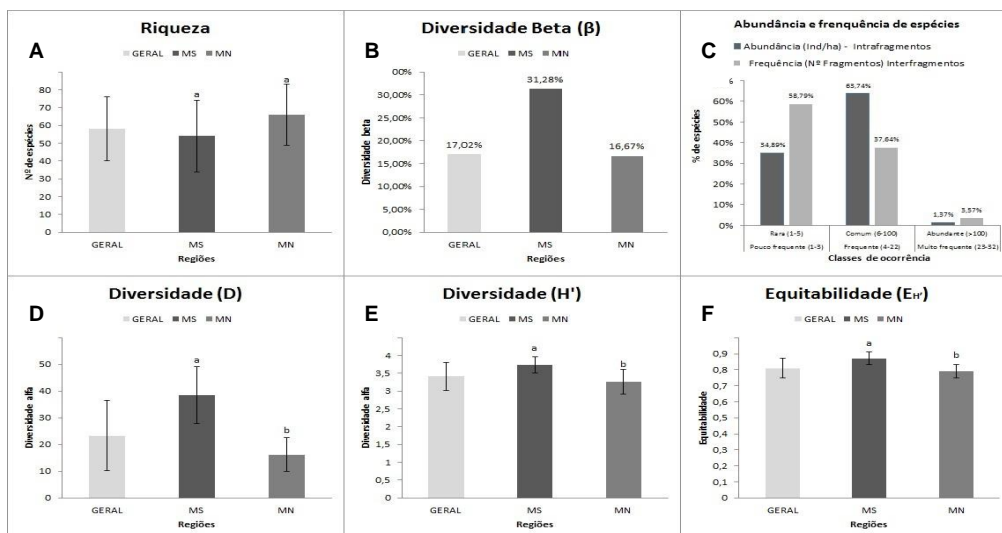 Riqueza
A
GERAL MS MN
Nº de espécies
90
80
70
60
50
40
30
20
10
0
a
a
GERAL MS MN
Regiões
Diversidade Beta (β)
B
GERAL MS MN
Diversidade beta
00%
30,00%
25,00%
20,00%
15,00%
10,00%
5,00%
0,00%
17,02%
31,28%
16,67%
GERAL MS MN
Regiões
Abundância e frenquência de espécies
C
Abundância (Ind/ha) - Intrafragmentos
Frequência (Nº Fragmentos) Interfragmentos
% de espécies
60%
50%
40%
30%
20%
10%
0%
34,89%
58,79%
63,74%
37,64%
1,37%
3,57%
Rara (1-5) Comum (6-100) Abundante (>100)
Pouco frequente (1-3) Frequente (4-22) Muito frequente (23-32)
Classes de ocorrência
Diversidade (D)
D
GERAL MS MN
Diversidade alfa
50
40
30
20
10
0
a
b
GERAL MS MN
Regiões
Diversidade (H')
E
GERAL MS MN
Diversidade alfa
4
3,5
3
2,5
2
1,5
1
0,5
0
a
b
GERAL MS MN
Regiões
Equitabilidade (EH')
F
GERAL MS MN
Equitabilidade
0,9
0,8
0,7
0,6
0,5
0,4
0,3
0,2
0,1
0
a
b
GERAL MS MN
Regiões